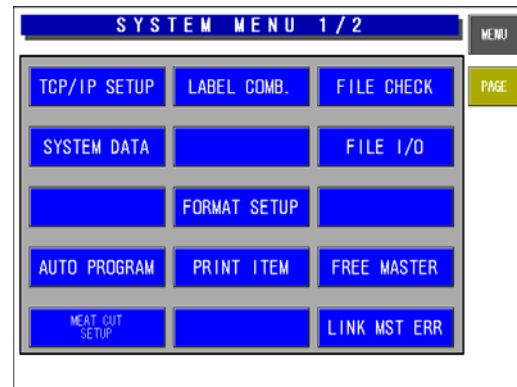 SYSTEM MENU 1/2
MENU
PAGE
TCP/IP SETUP
LABEL COMB.
FILE CHECK
SYSTEM DATA
FILE I/O
FORMAT SETUP
AUTO PROGRAM
PRINT ITEM
FREE MASTER
MEAT CUT
SETUP
LINK MST ERR